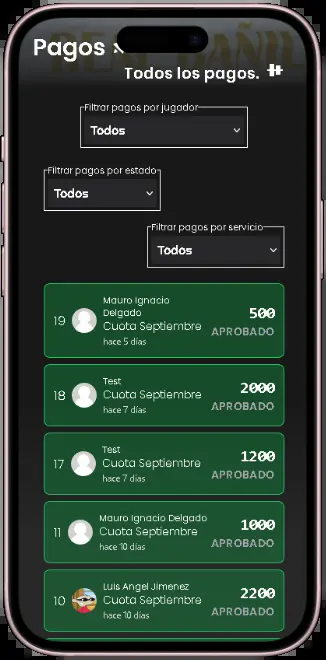 Pagos
Todos los pagos.
Filtrar pagos por jugador
Todos
Filtrar pagos por estado
Todos
Filtrar pagos por servicio
Todos
19
Mauro Ignacio
Delgado
Cuota Septiembre
hace 5 días
500
APROBADO
18
Test
Cuota Septiembre
hace 7 días
2000
APROBADO
17
Test
Cuota Septiembre
hace 7 días
1200
APROBADO
11
Mauro Ignacio Delgado
Cuota Septiembre
hace 10 días
1000
APROBADO
10
Luis Angel Jimenez
Cuota Septiembre
hace 10 días
2200
APROBADO